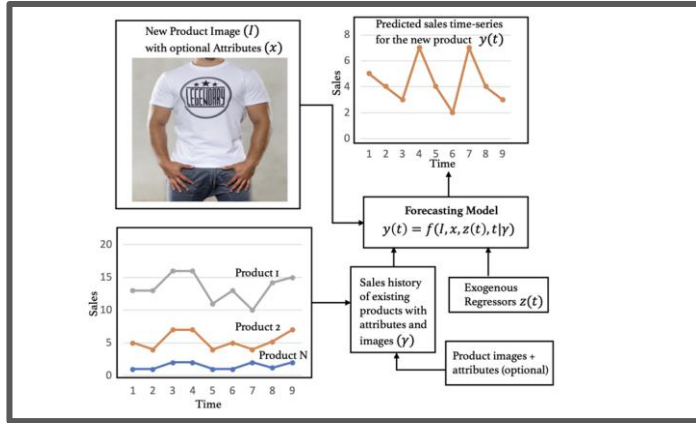 New Product Image (I)
with optional Attributes (x)
LEGENDARY
Predicted sales time-series
for the new product y(t)
8
6
4
2
0
Sales
1 2 3 4 5 6 7 8 9
Time
Forecasting Model
y(t) = f(I, x, z(t), t|γ)
20
15
10
5
0
Sales
Product 1
Product 2
Product N
1 2 3 4 5 6 7 8 9
Time
Sales history
of existing
products with
attributes and
images (γ)
Exogenous
Regressors z(t)
Product images +
attributes (optional)